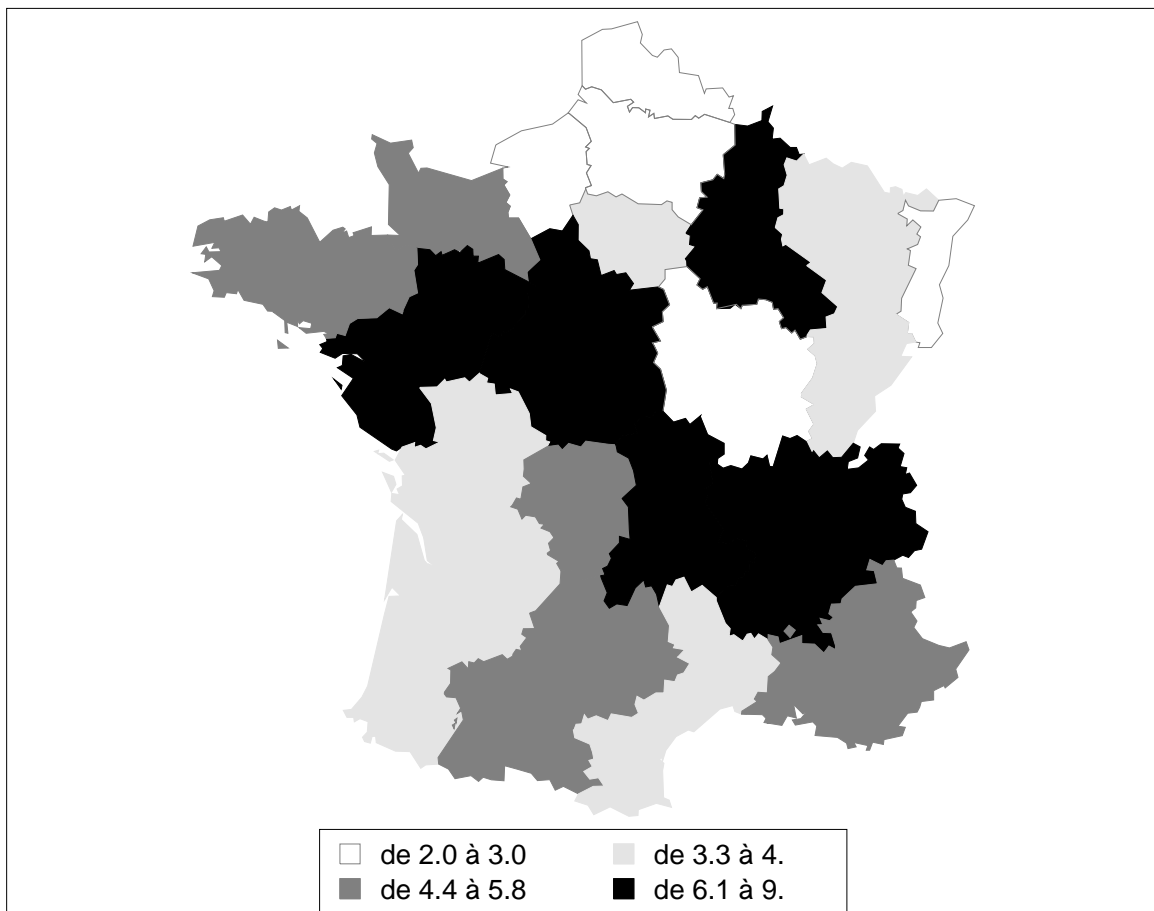 de 2.0 à 3.0 de 3.3 à 4.
de 4.4 à 5.8 de 6.1 à 9.